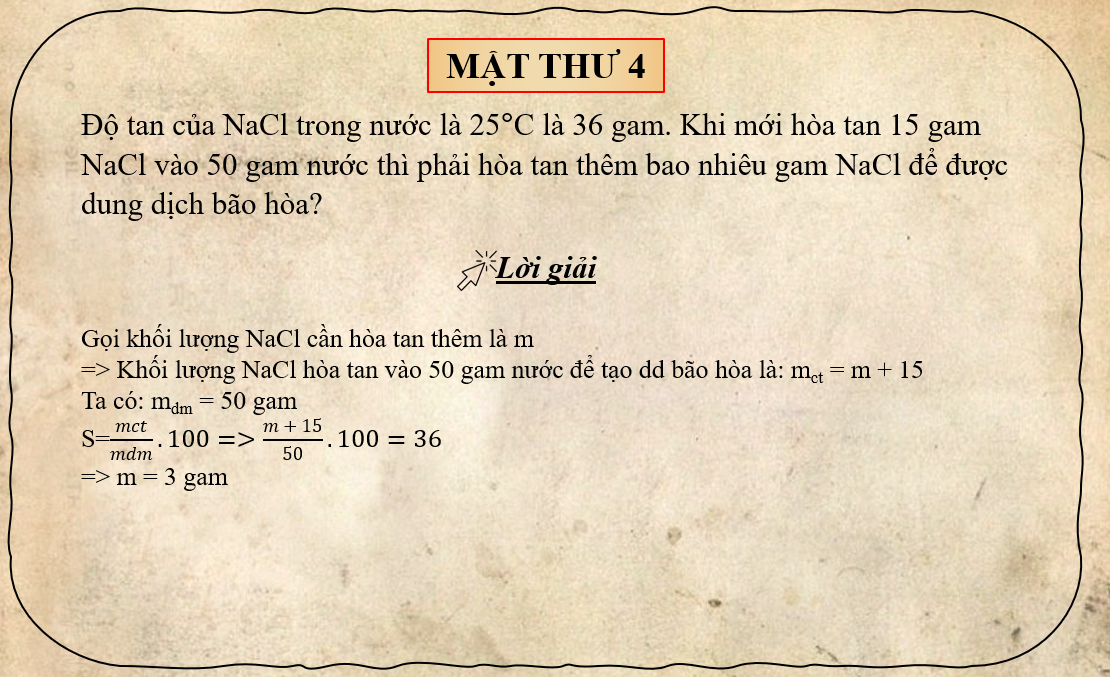 MẬT THƯ 4
Độ tan của NaCl trong nước là 25°C là 36 gam. Khi mới hòa tan 15 gam
NaCl vào 50 gam nước thì phải hòa tan thêm bao nhiêu gam NaCl để được
dung dịch bão hòa?
Lời giải
Gọi khối lượng NaCl cần hòa tan thêm là m
=> Khối lượng NaCl hòa tan vào 50 gam nước để tạo dd bão hòa là: mct = m + 15
Ta có: mdm = 50 gam
S=mct/mdm . 100 => (m + 15)/50 . 100 = 36
=> m = 3 gam